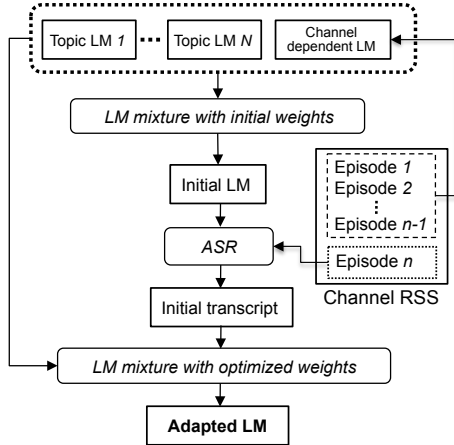 Topic LM 1
Topic LM N
Channel
dependent LM
LM mixture with initial weights
Initial LM
Episode 1
Episode 2
Episode n-1
ASR
Episode n
Channel RSS
Initial transcript
LM mixture with optimized weights
Adapted LM